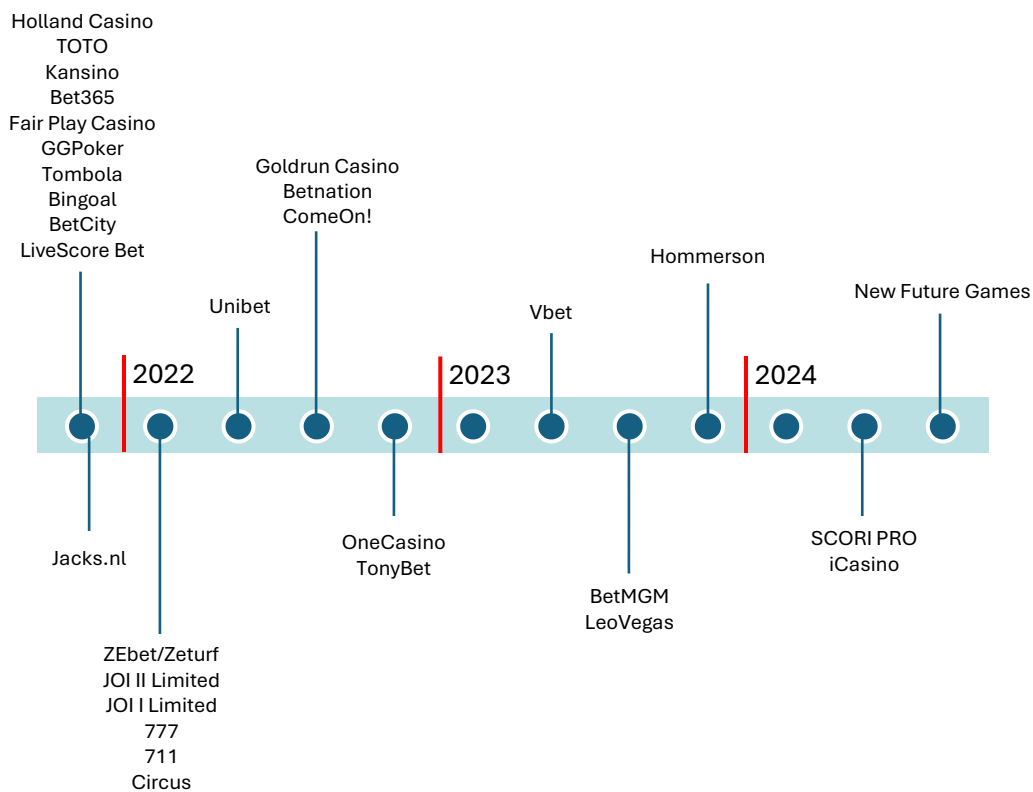 Holland Casino
TOTO
Kansino
Bet365
Fair Play Casino
GGPoker
Tombola
Bingoal
BetCity
LiveScore Bet
Goldrun Casino
Betnation
ComeOn!
Unibet
Vbet
Hommerson
New Future Games
2022
2023
2024
Jacks.nl
ZEbet/Zeturf
JOI II Limited
JOI I Limited
777
711
Circus
OneCasino
TonyBet
BetMGM
LeoVegas
SCORI PRO
iCasino